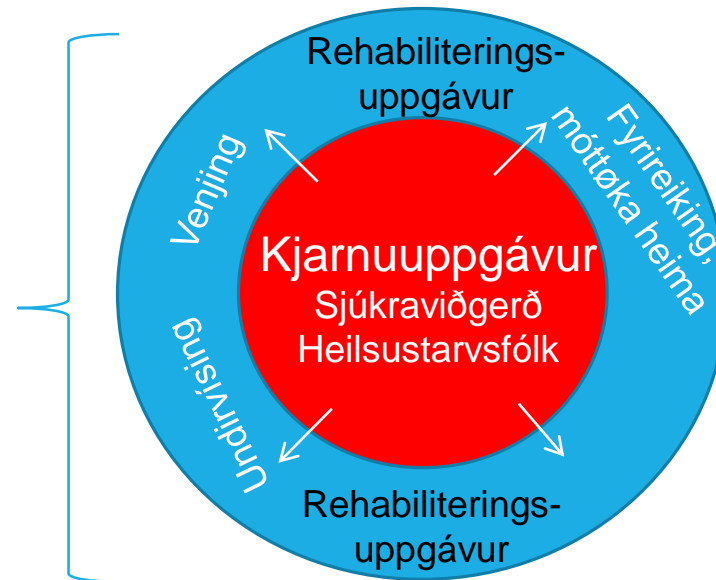 Rehabiliterings-
uppgávur
Fyrireiking,
móttøka heima
Venjing
Kjarnuuppgávur
Sjúkraviðgerð
Heilsustarvsfólk
Undirvísing
Rehabiliterings-
uppgávur